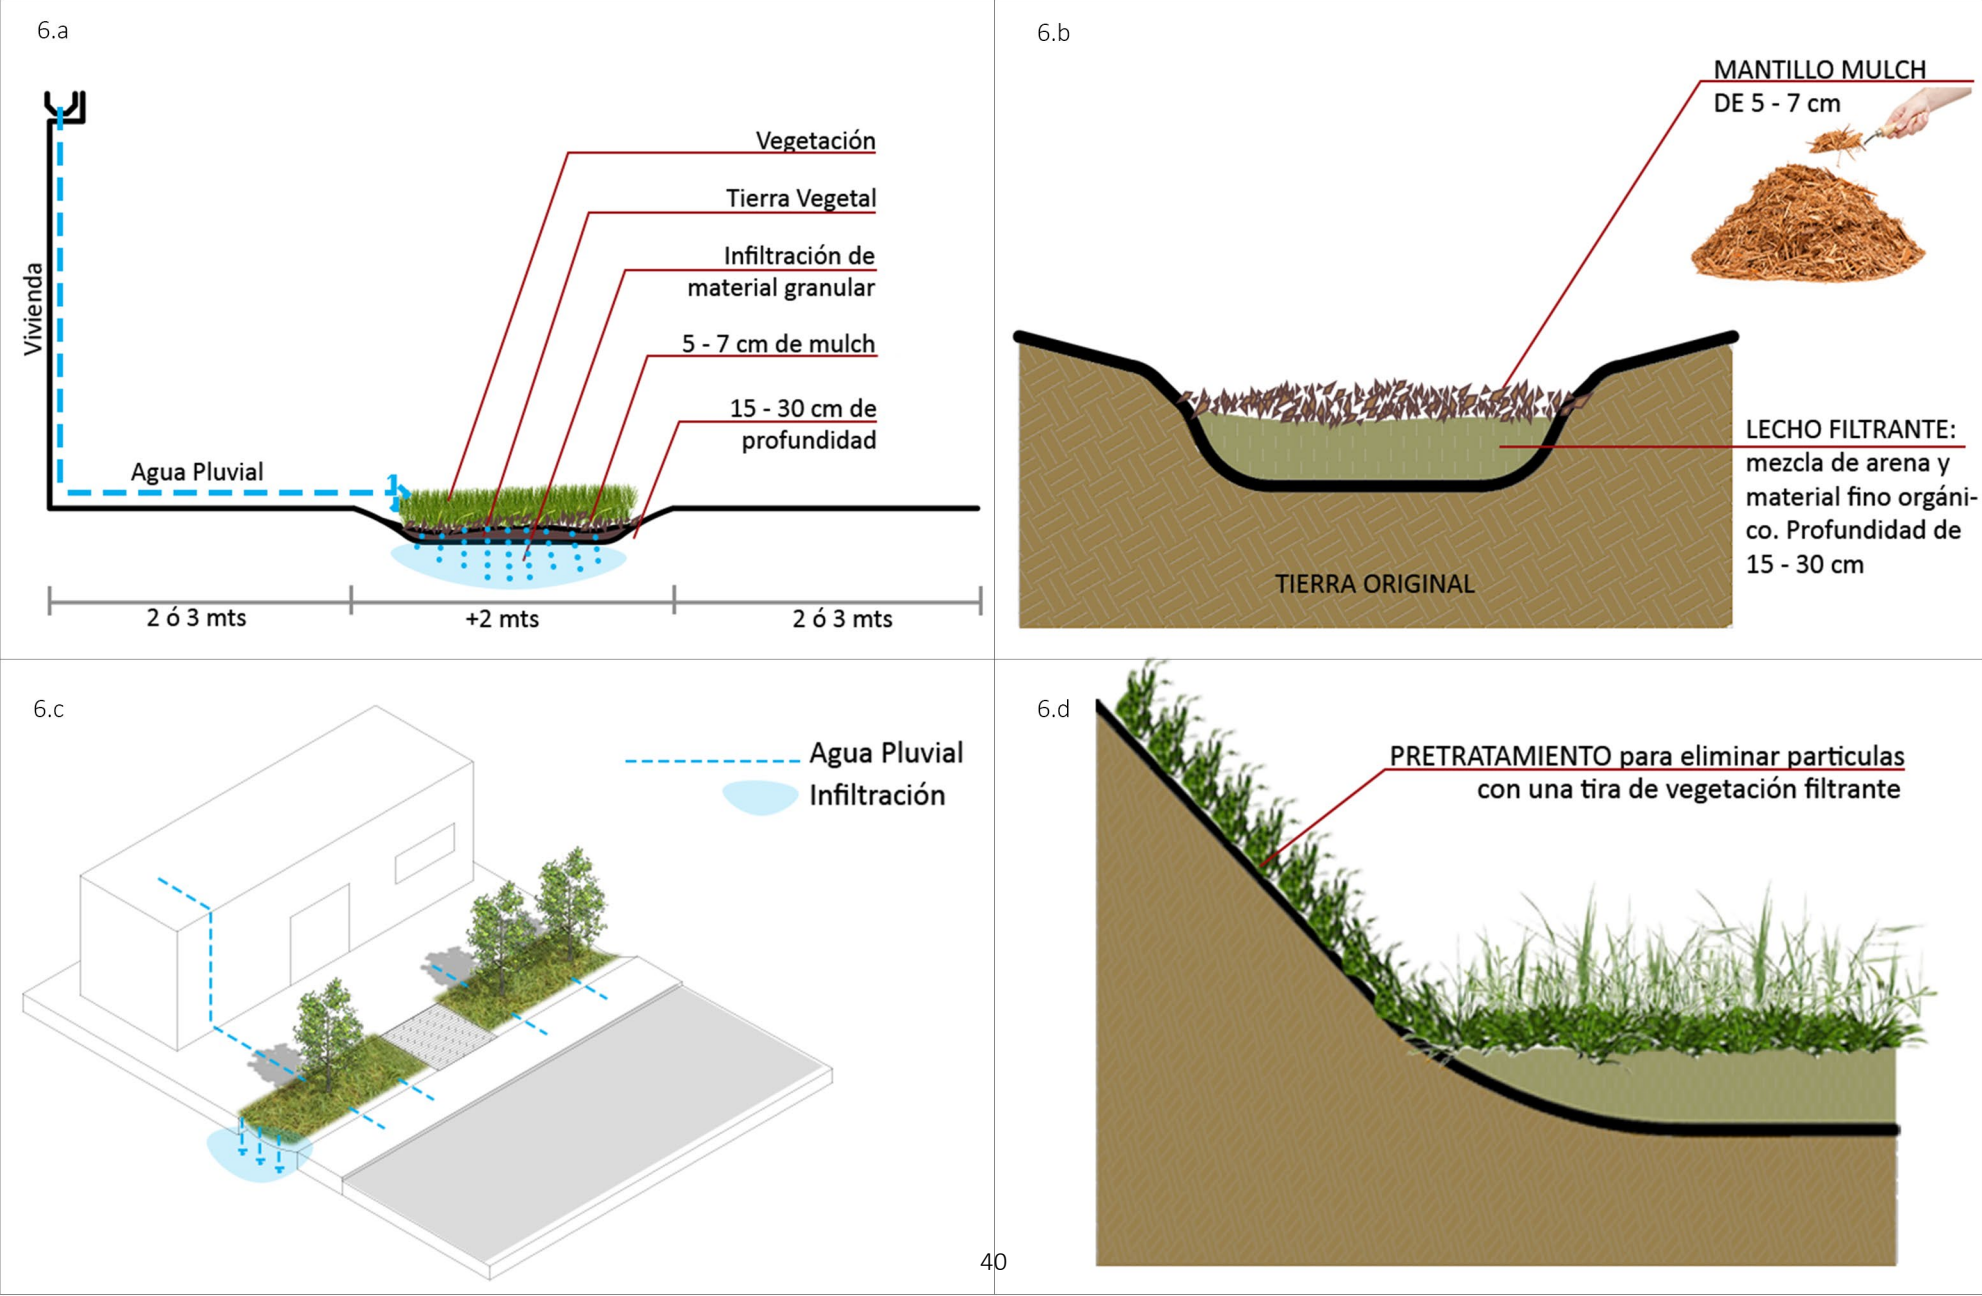 6.a
Vivienda
Agua Pluvial
Vegetación
Tierra Vegetal
Infiltración de
material granular
5 - 7 cm de mulch
15 - 30 cm de
profundidad
2 ó 3 mts
+2 mts
2 ó 3 mts
6.b
MANTILLO MULCH
DE 5 - 7 cm
LECHO FILTRANTE:
mezcla de arena y
material fino orgáni-
co. Profundidad de
15 - 30 cm
TIERRA ORIGINAL
6.c
Agua Pluvial
Infiltración
6.d
PRETRATAMIENTO para eliminar particulas
con una tira de vegetación filtrante
40